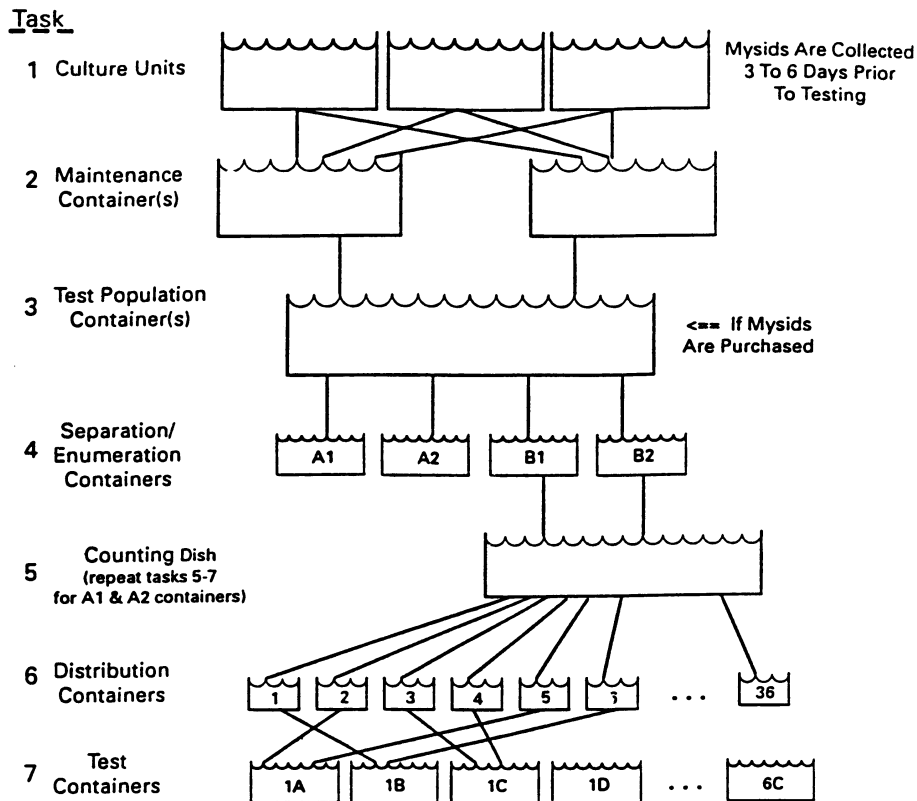 Task
1 Culture Units
Mysids Are Collected
3 To 6 Days Prior
To Testing
2 Maintenance
Container(s)
3 Test Population
Container(s)
<== If Mysids
Are Purchased
4 Separation/
Enumeration
Containers
A1 A2 B1 B2
5 Counting Dish
(repeat tasks 5-7
for A1 & A2 containers)
6 Distribution
Containers
1 2 3 4 5 ... 36
7 Test
Containers
1A 1B 1C 1D ... 6C